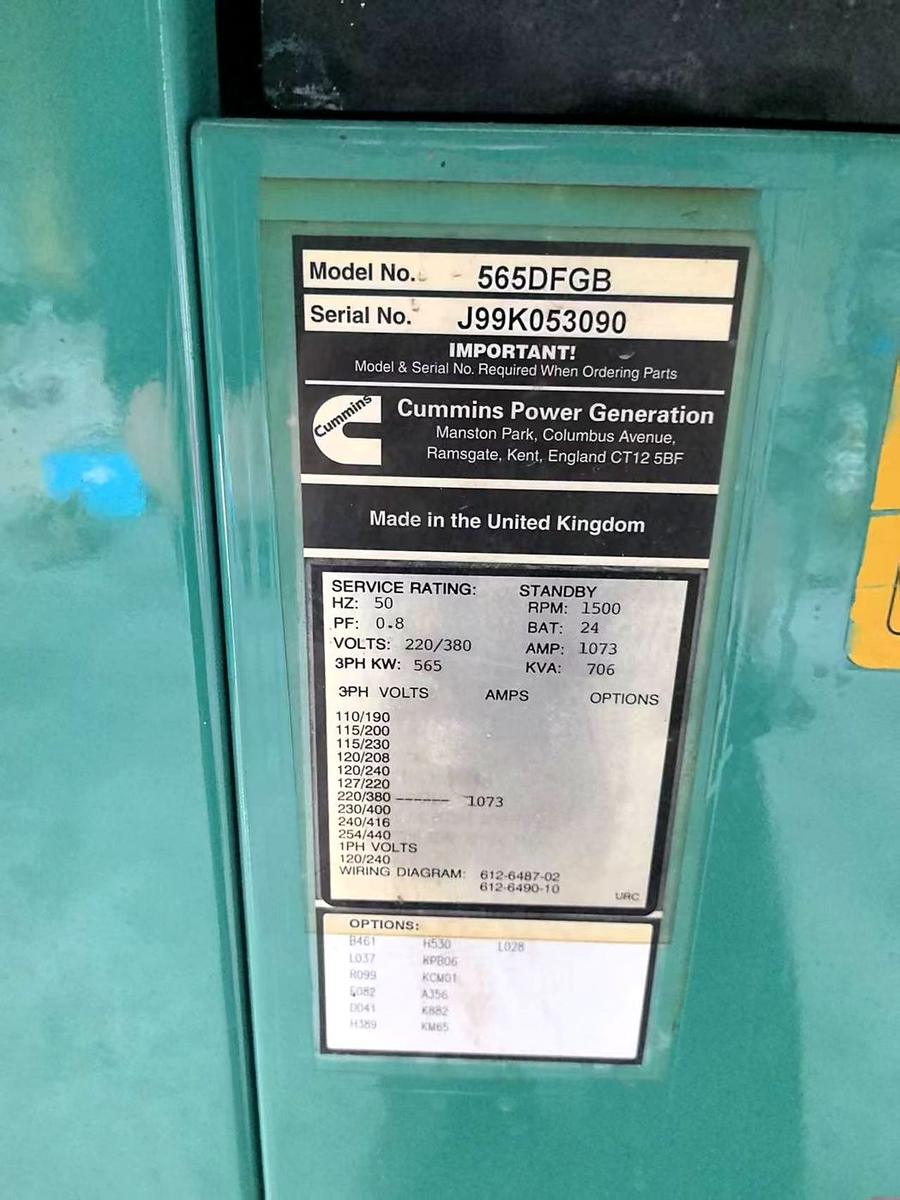 Model No. 565DFGB
Serial No. J99K053090
IMPORTANT!
Model & Serial No. Required When Ordering Parts
Cummins
Cummins Power Generation
Manston Park, Columbus Avenue,
Ramsgate, Kent, England CT12 5BF
Made in the United Kingdom
SERVICE RATING: STANDBY
HZ: 50 RPM: 1500
PF: 0.8 BAT: 24
VOLTS: 220/380 AMP: 1073
3PH KW: 565 KVA: 706
3PH VOLTS AMPS OPTIONS
110/190
115/200
115/230
120/208
120/240
127/220
220/380 ------ 1073
230/400
240/416
254/440
1PH VOLTS
120/240
WIRING DIAGRAM: 612-6487-02
612-6490-10
URC
OPTIONS:
B461 H530 L028
L037 KPB06
R099 KCM01
A356
D041 K882
H389 KM65